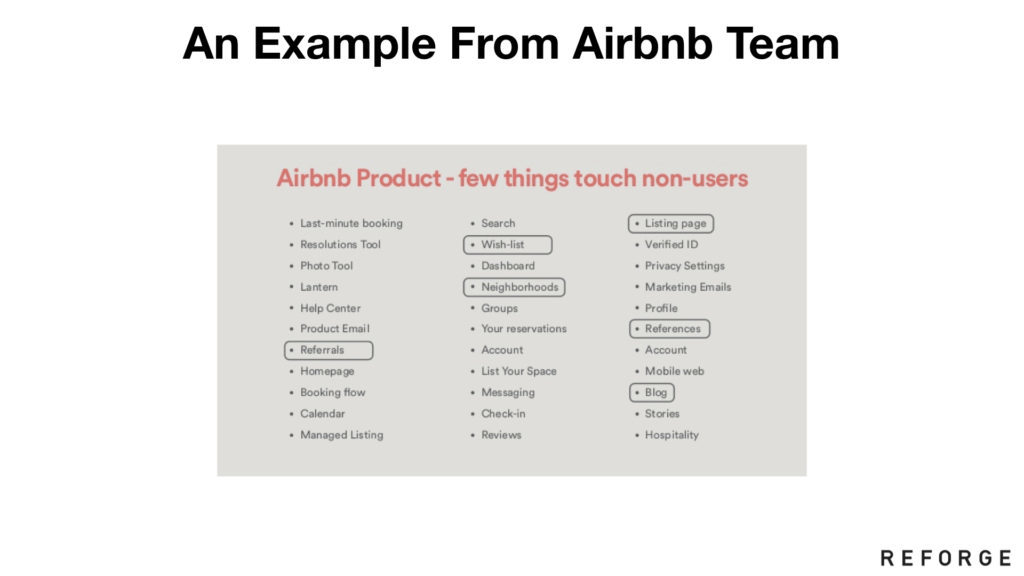 An Example From Airbnb Team
Airbnb Product - few things touch non-users
• Last-minute booking
• Resolutions Tool
• Photo Tool
• Lantern
• Help Center
• Product Email
• Referrals
• Homepage
• Booking flow
• Calendar
• Managed Listing
• Search
• Wish-list
• Dashboard
• Neighborhoods
• Groups
• Your reservations
• Account
• List Your Space
• Messaging
• Check-in
• Reviews
• Listing page
• Verified ID
• Privacy Settings
• Marketing Emails
• Profile
• References
• Account
• Mobile web
• Blog
• Stories
• Hospitality
REFORGE